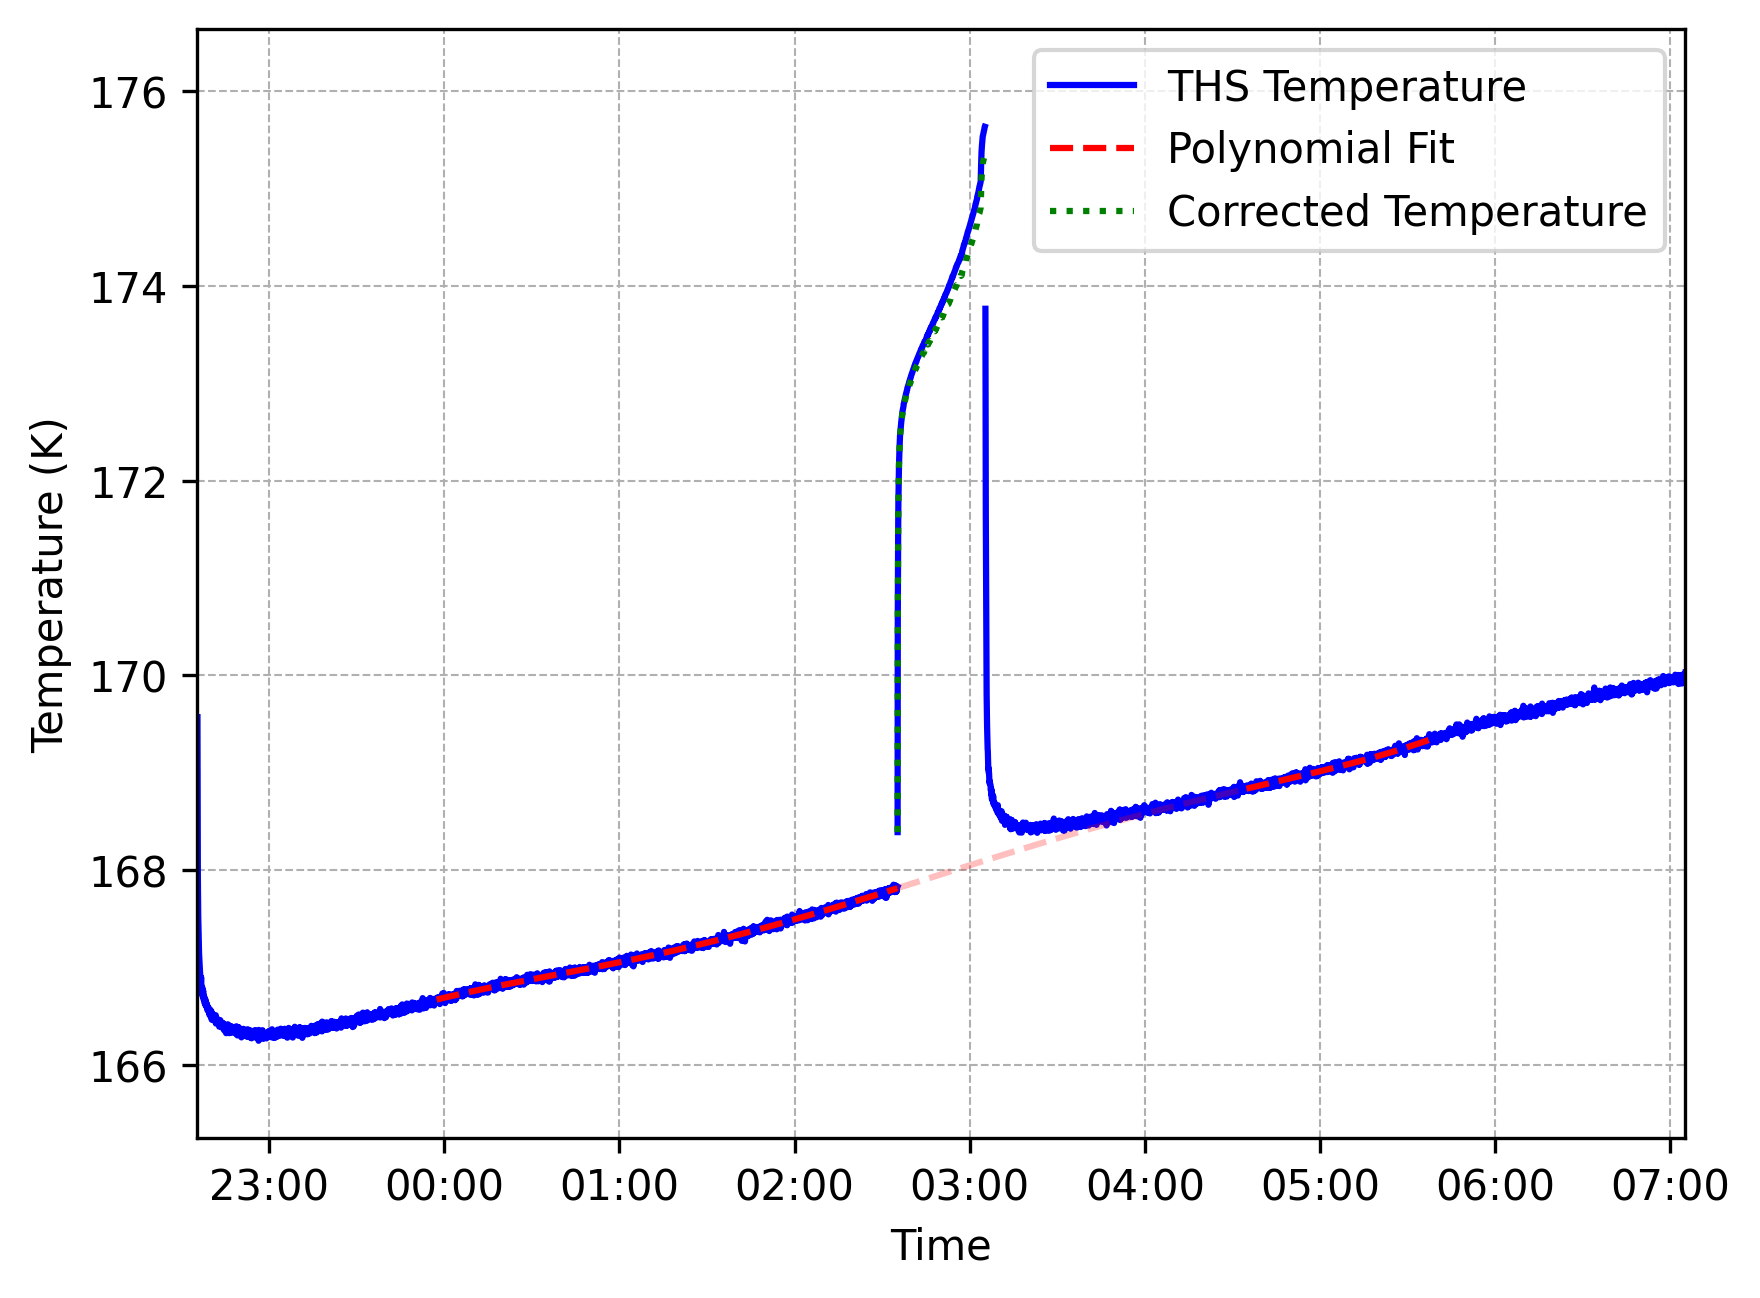 176
174
172
170
168
166
Temperature (K)
THS Temperature
Polynomial Fit
Corrected Temperature
23:00 00:00 01:00 02:00 03:00 04:00 05:00 06:00 07:00
Time